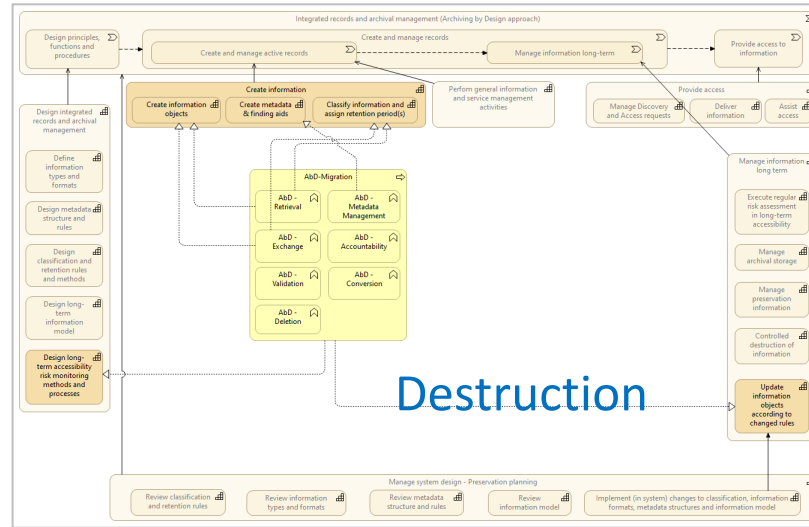 Integrated records and archival management (Archiving by Design approach)
Design principles,
functions and
procedures
Create and manage records
Create and manage active records
Manage information long-term
Provide access to
information
Create information
Create information
objects
Create metadata
& finding aids
Classify information and
assign retention period(s)
Perform general information
and service management
activities
Provide access
Manage Discovery
and Access requests
Deliver
information
Assist
access
Design integrated
records and archival
management
Define
information
types and
formats
Design metadata
structure and
rules
Design
classification and
retention rules
and methods
Design long-
term
information
model
Design long-
term accessibility
risk monitoring
methods and
processes
AbD-Migration
AbD -
Retrieval
AbD -
Metadata
Management
AbD -
Exchange
AbD -
Accountability
AbD -
Validation
AbD -
Conversion
AbD -
Deletion
Manage information
long term
Execute regular
risk assessment
in long-term
accessibility
Manage
archival storage
Manage
preservation
information
Controlled
destruction of
information
Update
information
objects
according to
changed rules
Destruction
Manage system design - Preservation planning
Review classification
and retention rules
Review information
types and formats
Review metadata
structure and rules
Review
information model
Implement (in system) changes to classification, information
formats, metadata structures and information model